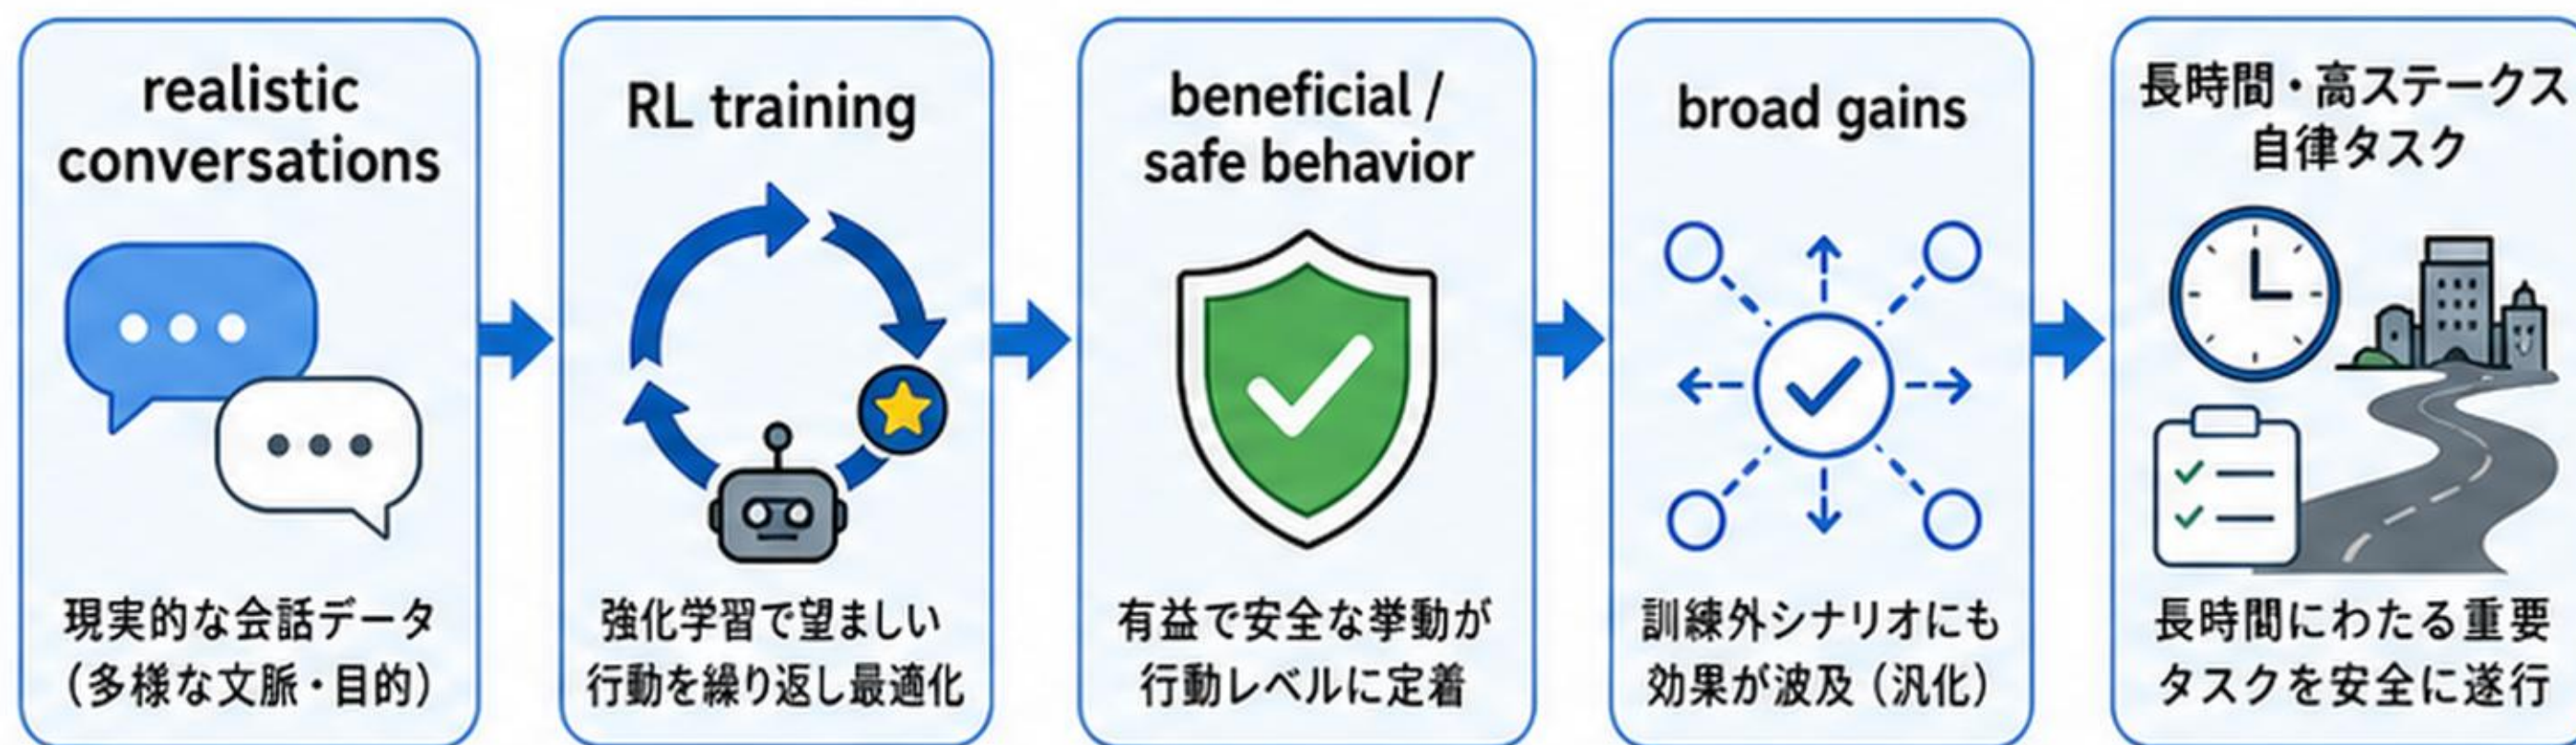 realistic
conversations
現実的な会話データ
（多様な文脈・目的）
RL training
強化学習で望ましい
行動を繰り返し最適化
beneficial /
safe behavior
有益で安全な挙動が
行動レベルに定着
broad gains
訓練外シナリオにも
効果が波及（汎化）
長時間・高ステークス
自律タスク
長時間にわたる重要
タスクを安全に遂行